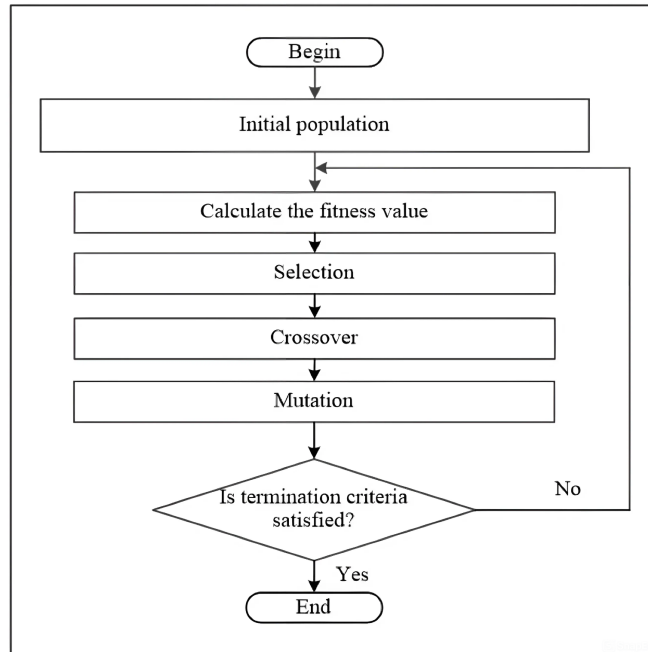 Begin
Initial population
Calculate the fitness value
Selection
Crossover
Mutation
Is termination criteria
satisfied?
No
Yes
End